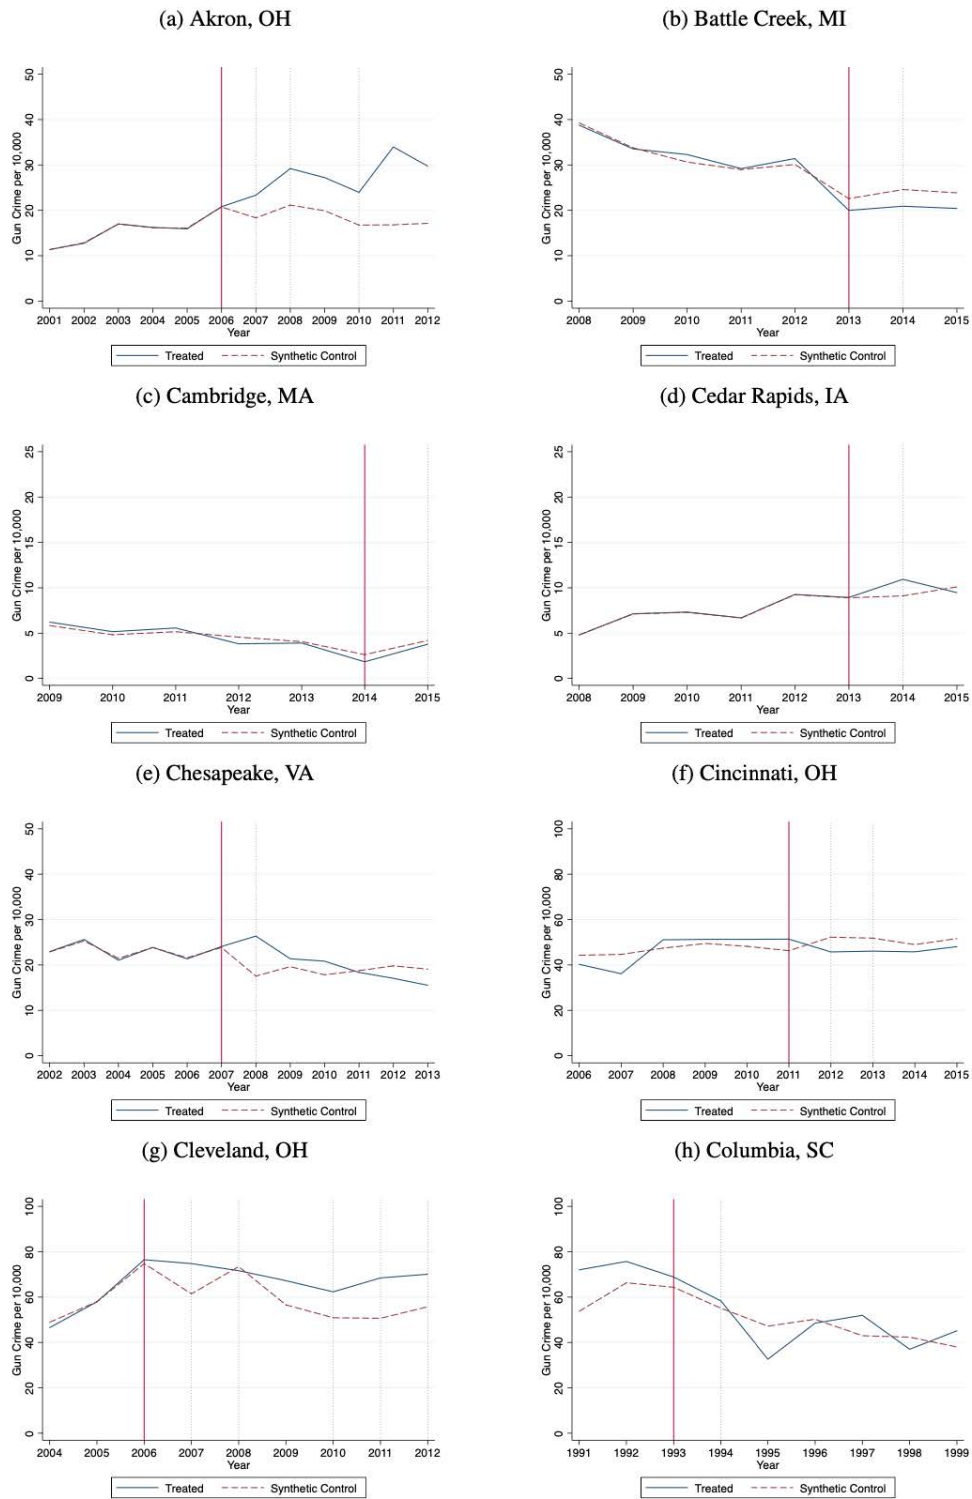 (a) Akron, OH
Gun Crime per 10,000
50
40
30
20
10
0
2001 2002 2003 2004 2005 2006 2007 2008 2009 2010 2011 2012
Year
Treated Synthetic Control
(b) Battle Creek, MI
Gun Crime per 10,000
50
40
30
20
10
0
2008 2009 2010 2011 2012 2013 2014 2015
Year
Treated Synthetic Control
(c) Cambridge, MA
Gun Crime per 10,000
25
20
15
10
5
0
2009 2010 2011 2012 2013 2014 2015
Year
Treated Synthetic Control
(d) Cedar Rapids, IA
Gun Crime per 10,000
25
20
15
10
5
0
2008 2009 2010 2011 2012 2013 2014 2015
Year
Treated Synthetic Control
(e) Chesapeake, VA
Gun Crime per 10,000
50
40
30
20
10
0
2002 2003 2004 2005 2006 2007 2008 2009 2010 2011 2012 2013
Year
Treated Synthetic Control
(f) Cincinnati, OH
Gun Crime per 10,000
100
80
60
40
20
0
2006 2007 2008 2009 2010 2011 2012 2013 2014 2015
Year
Treated Synthetic Control
(g) Cleveland, OH
Gun Crime per 10,000
100
80
60
40
20
0
2004 2005 2006 2007 2008 2009 2010 2011 2012
Year
Treated Synthetic Control
(h) Columbia, SC
Gun Crime per 10,000
100
80
60
40
20
0
1991 1992 1993 1994 1995 1996 1997 1998 1999
Year
Treated Synthetic Control